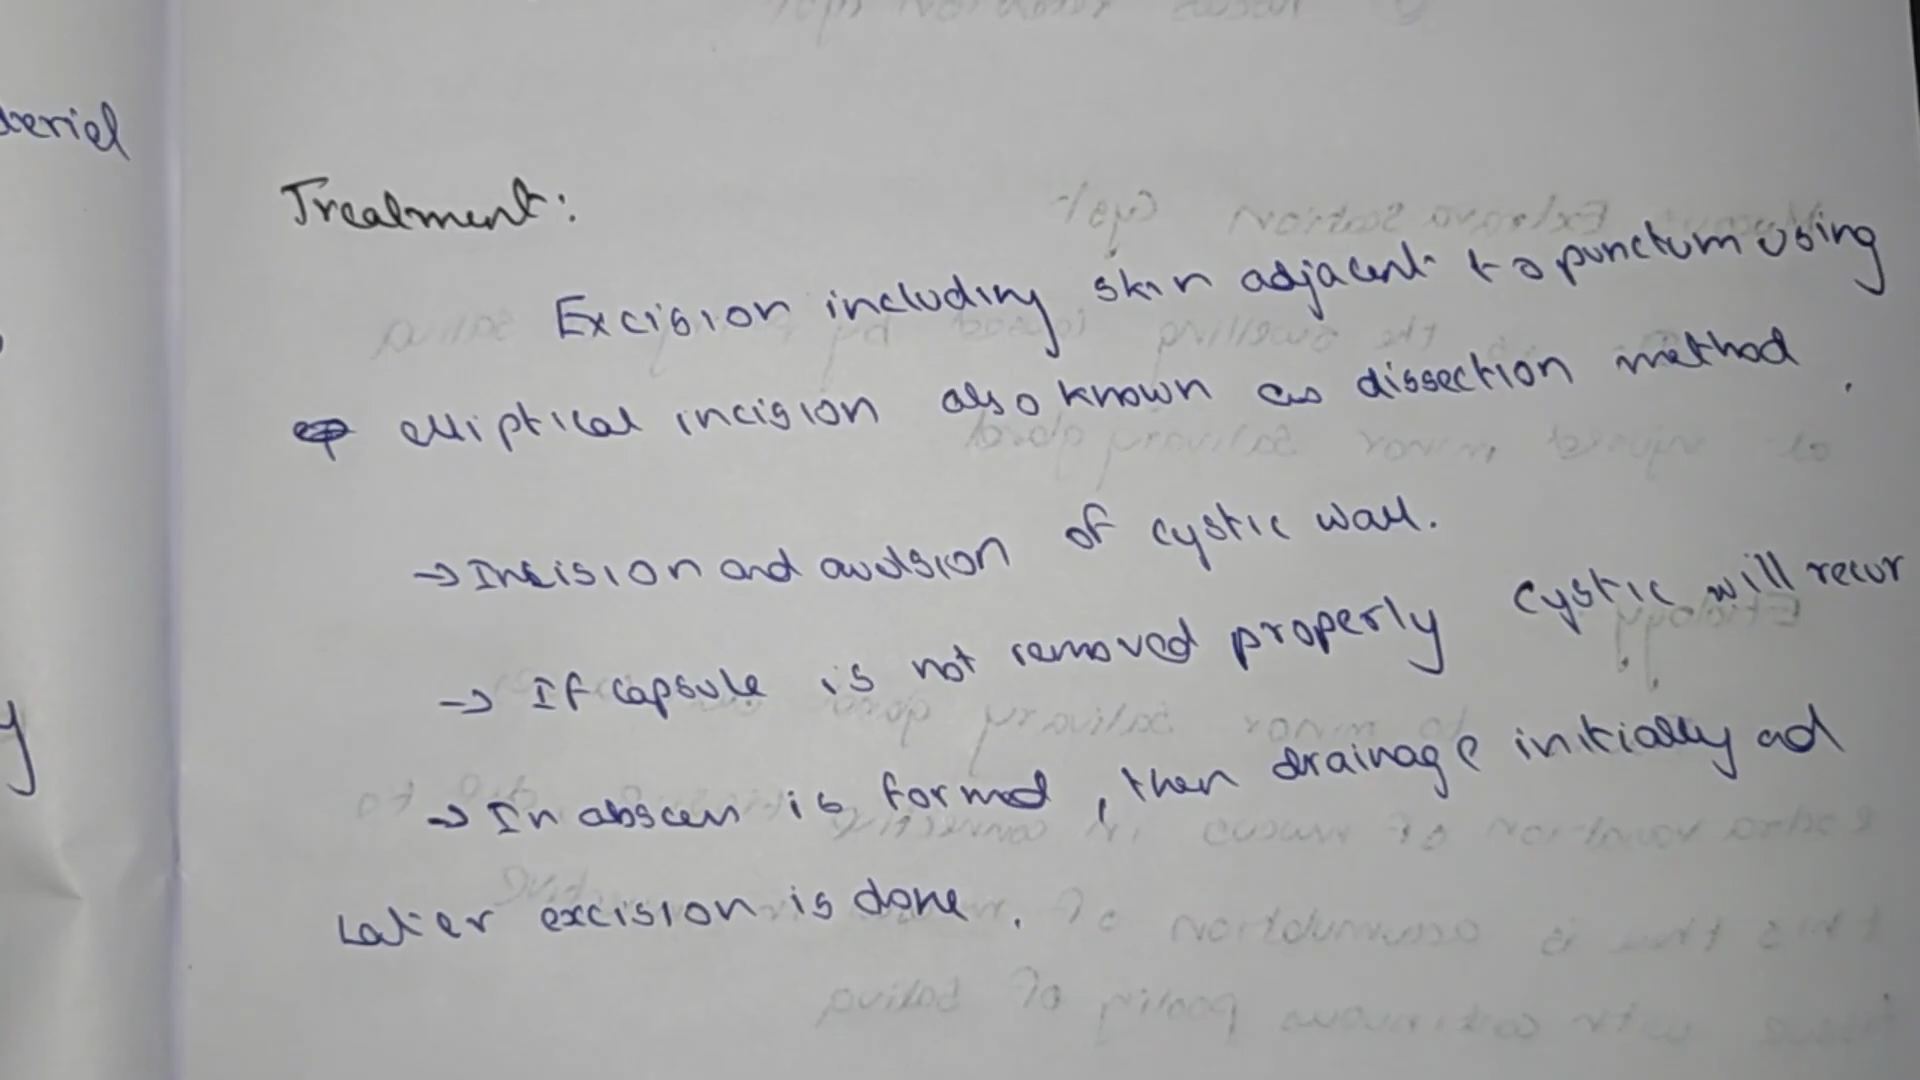 terial
Treatment:
Excision including skin adjacent to punctum using
elliptical incision also known as dissection method.
→ Incision and avulsion of cystic wall.
→ If capsule is not removed properly cystic will recur
→ In abscess is formed, then drainage initially ad
Later excision is done.
y